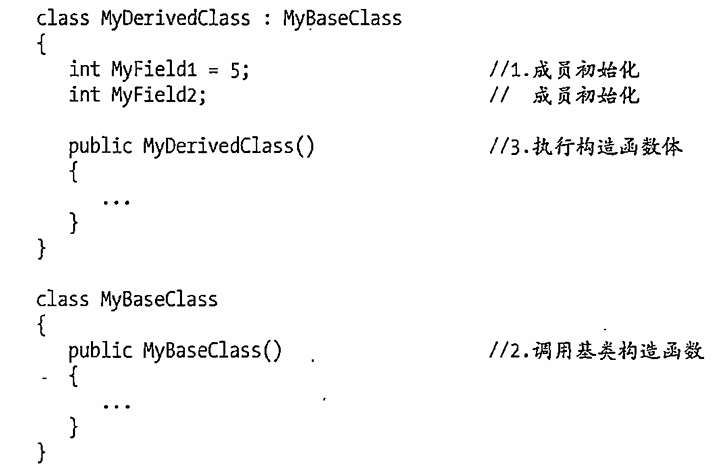 class MyDerivedClass : MyBaseClass
{
int MyField1 = 5; //1.成员初始化
int MyField2; // 成员初始化
public MyDerivedClass() //3.执行构造函数体
{
...
}
}
class MyBaseClass
{
public MyBaseClass() //2.调用基类构造函数
{
...
}
}